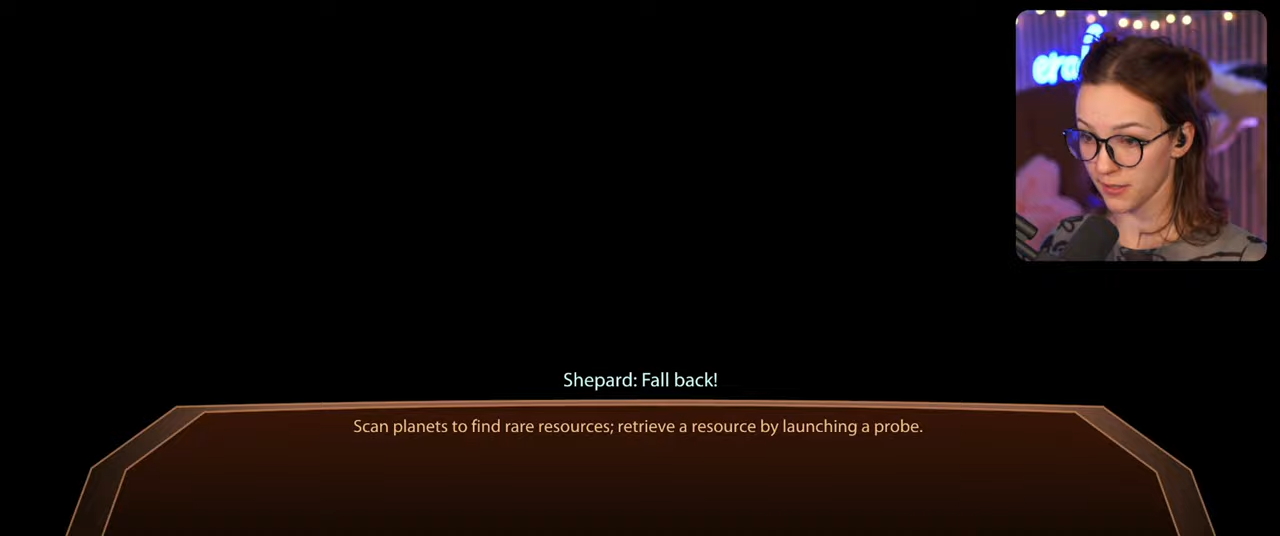 Shepard: Fall back!
Scan planets to find rare resources; retrieve a resource by launching a probe.